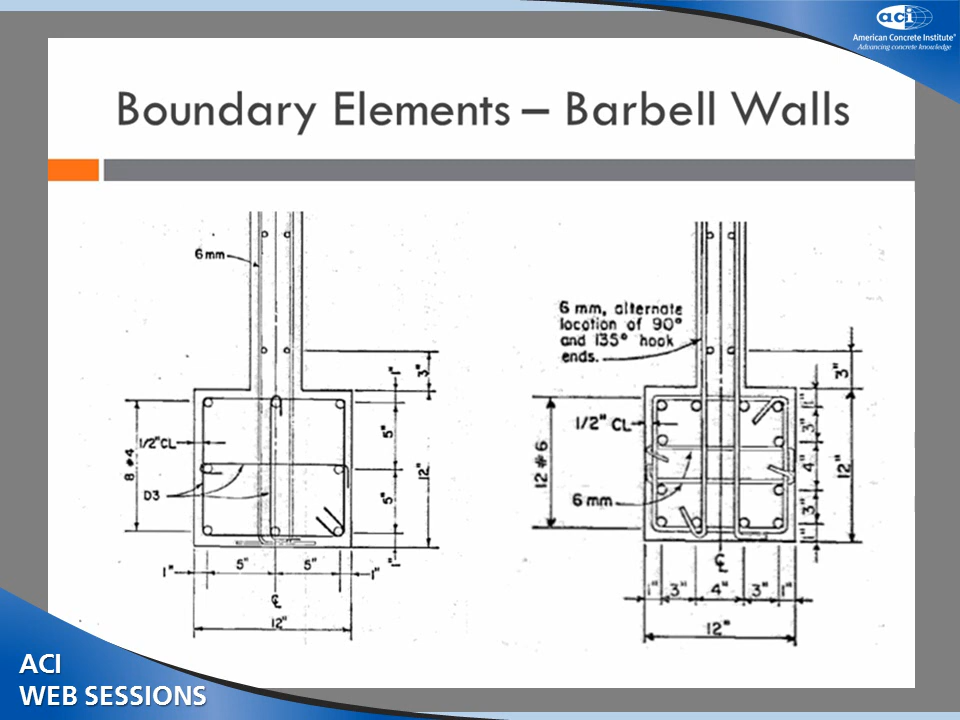 aci
American Concrete Institute®
Advancing concrete knowledge
Boundary Elements – Barbell Walls
6 mm
1"
3"
1/2" CL
8 #4
5"
12"
D3
5"
1"
1"
5"
5"
1"
℄
12"
6 mm, alternate
location of 90°
and 135° hook
ends.
3"
1/2" CL
1"
3"
12 #6
4"
12"
6 mm
3"
1"
℄
1"
3"
4"
3"
1"
12"
ACI
WEB SESSIONS